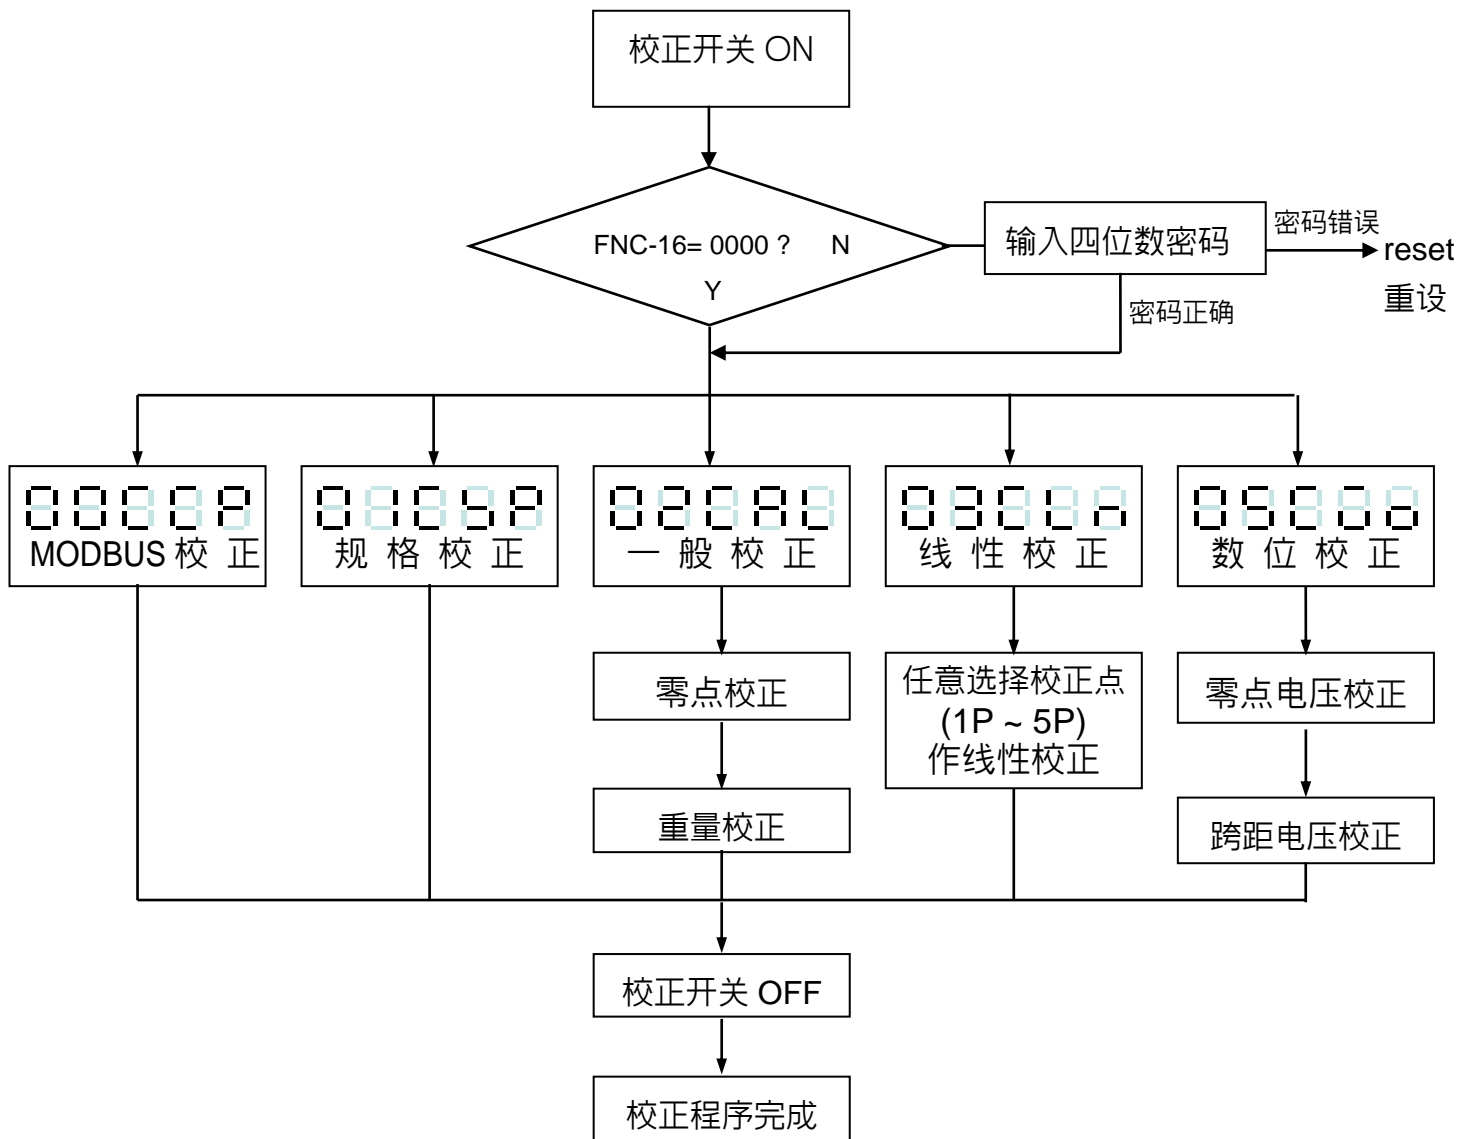 校正开关 ON
FNC-16= 0000 ? N
Y
输入四位数密码
密码错误
reset
重设
密码正确
00CCP
MODBUS 校 正
规 格 校 正
02CAL
一 般 校 正
03CLn
线 性 校 正
数 位 校 正
零点校正
重量校正
任意选择校正点
(1P ~ 5P)
作线性校正
零点电压校正
跨距电压校正
校正开关 OFF
校正程序完成